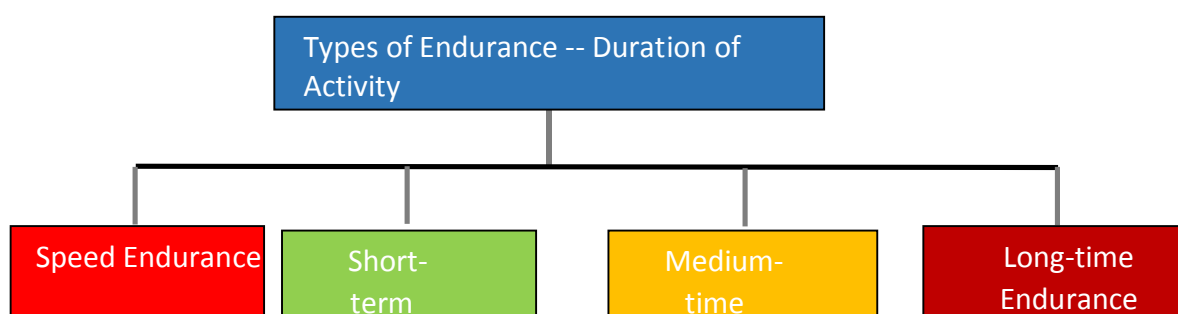 Types of Endurance -- Duration of
Activity
Speed Endurance
Short-
term
Medium-
time
Long-time
Endurance